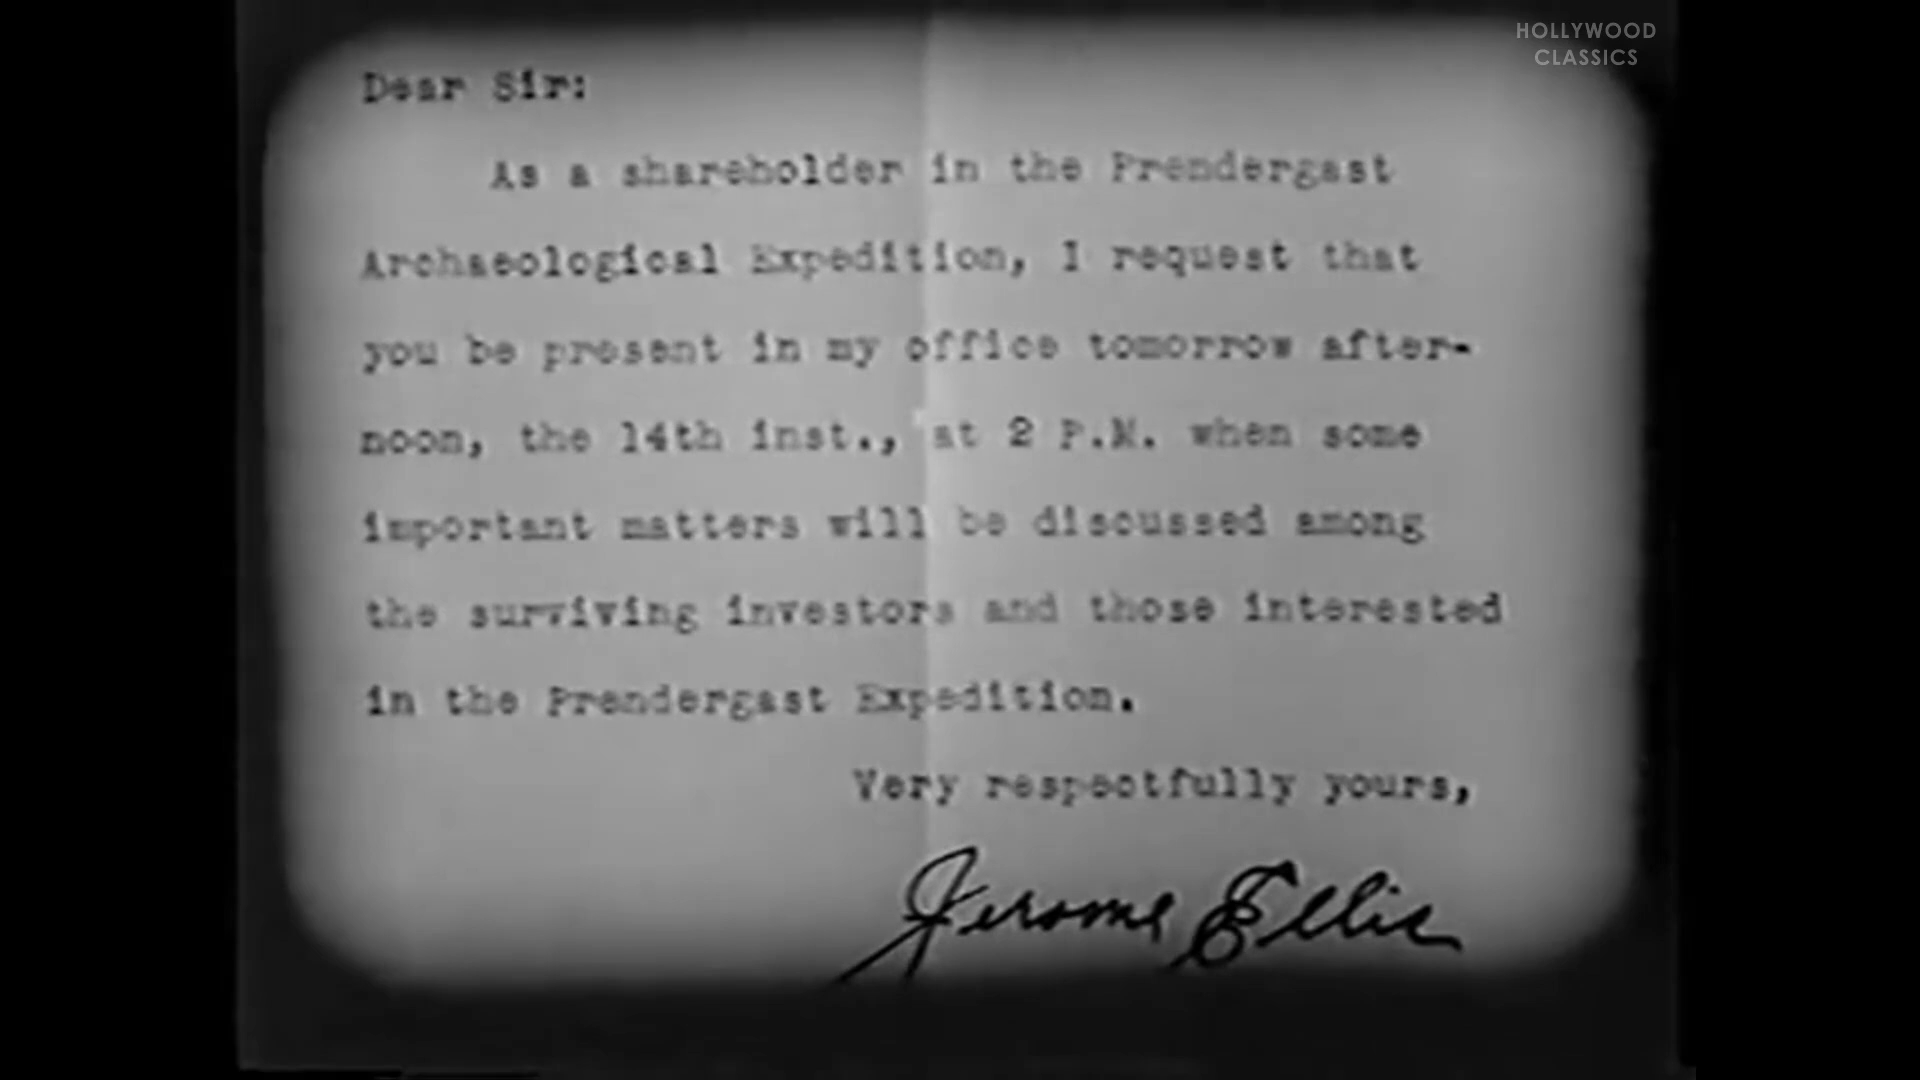 HOLLYWOOD
CLASSICS
Dear Sir:
As a shareholder in the Prendergast
Archaeological Expedition, I request that
you be present in my office tomorrow after-
noon, the 14th inst., at 2 P.M. when some
important matters will be discussed among
the surviving investors and those interested
in the Prendergast Expedition.
Very respectfully yours,
Jerome Ellis